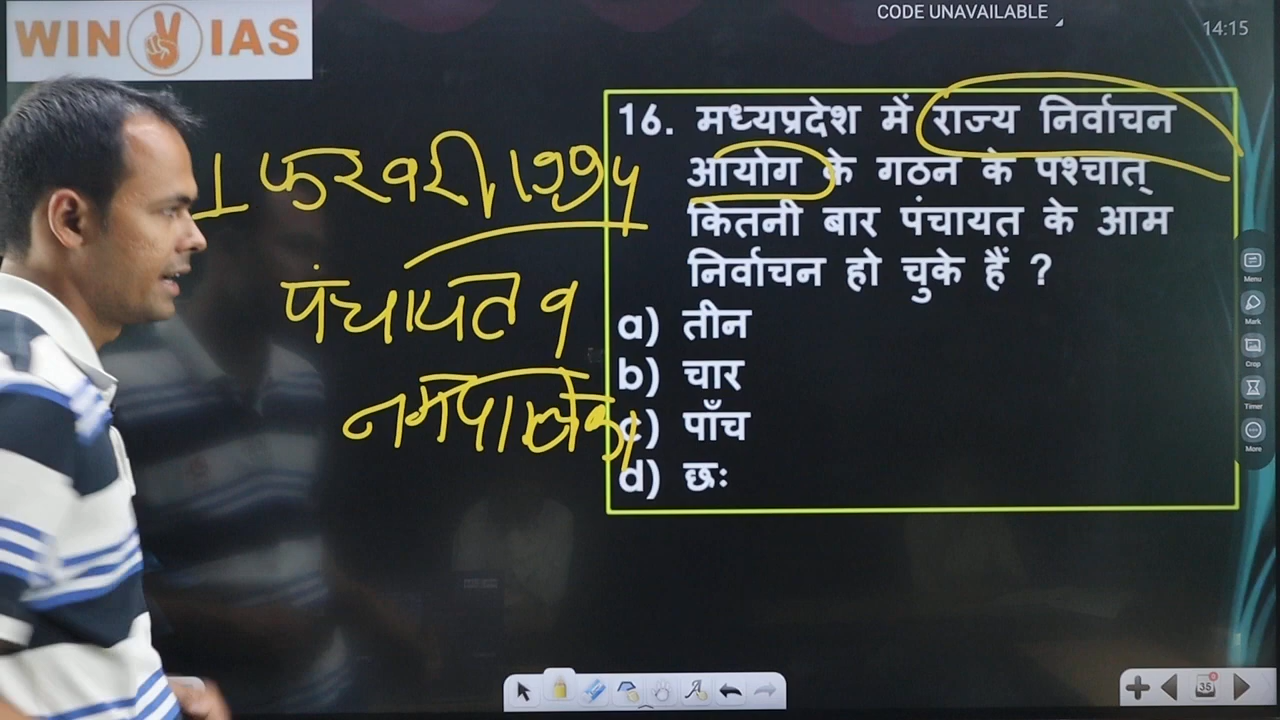 WIN IAS
CODE UNAVAILABLE
14:15
16. मध्यप्रदेश में राज्य निर्वाचन
आयोग के गठन के पश्चात्
कितनी बार पंचायत के आम
निर्वाचन हो चुके हैं ?
a) तीन
b) चार
c) पाँच
d) छः
1 फरवरी, 1994
पंचायत व
Menu
Mark
Crop
Timer
More
35